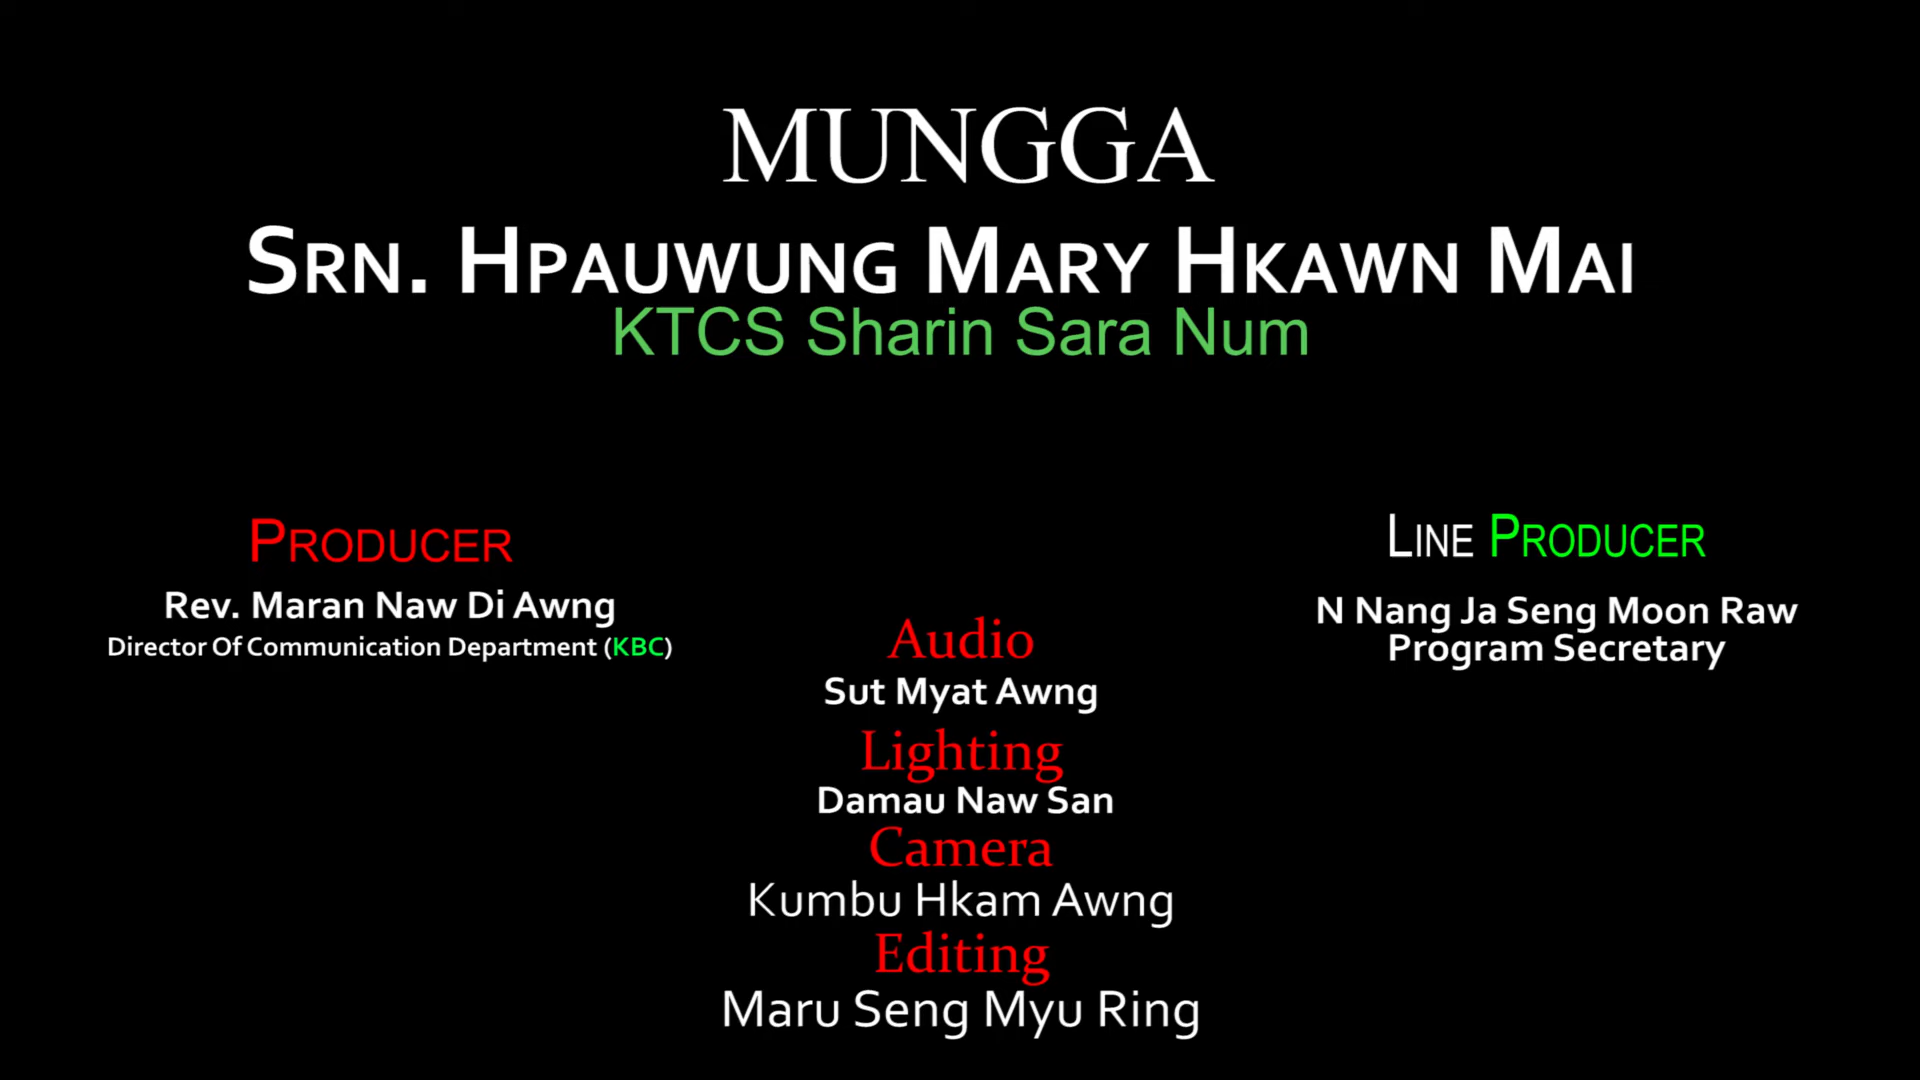 MUNGGA
SRN. HPAUWUNG MARY HKAWN MAI
KTCS Sharin Sara Num
PRODUCER
Rev. Maran Naw Di Awng
Director Of Communication Department (KBC)
LINE PRODUCER
N Nang Ja Seng Moon Raw
Program Secretary
Audio
Sut Myat Awng
Lighting
Damau Naw San
Camera
Kumbu Hkam Awng
Editing
Maru Seng Myu Ring